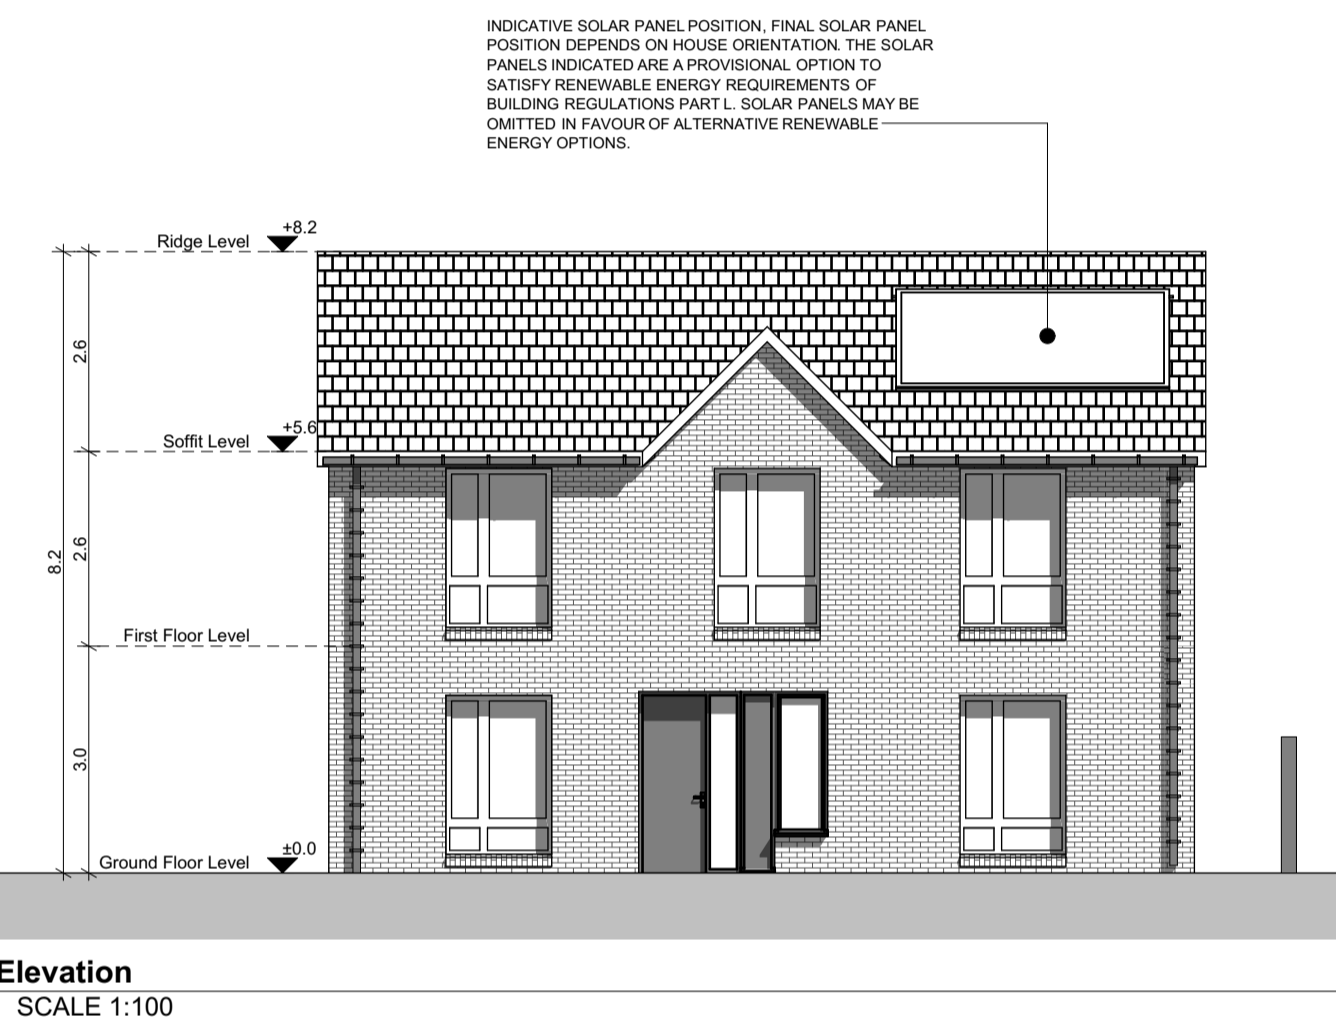 INDICATIVE SOLAR PANEL POSITION, FINAL SOLAR PANEL
POSITION DEPENDS ON HOUSE ORIENTATION. THE SOLAR
PANELS INDICATED ARE A PROVISIONAL OPTION TO
SATISFY RENEWABLE ENERGY REQUIREMENTS OF
BUILDING REGULATIONS PART L. SOLAR PANELS MAY BE
OMITTED IN FAVOUR OF ALTERNATIVE RENEWABLE
ENERGY OPTIONS.
Ridge Level
+8.2
2.6
Soffit Level
+5.6
8.2
2.6
First Floor Level
3.0
Ground Floor Level
±0.0
Elevation
SCALE 1:100